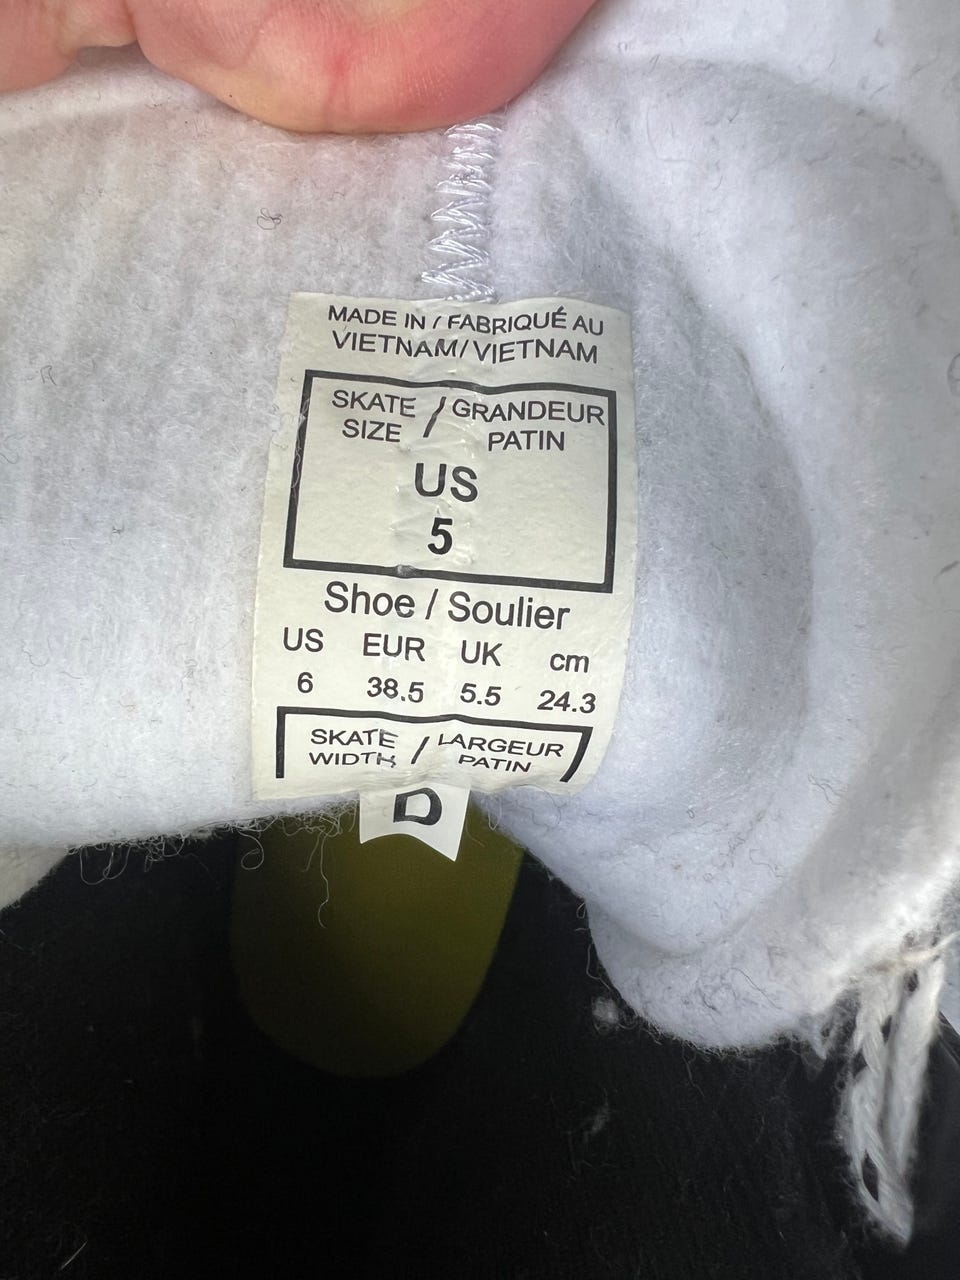 MADE IN / FABRIQUÉ AU
VIETNAM/VIETNAM
SKATE / GRANDEUR
SIZE PATIN
US
5
Shoe / Soulier
US EUR UK cm
6 38.5 5.5 24.3
SKATE / LARGEUR
WIDTH PATIN
D